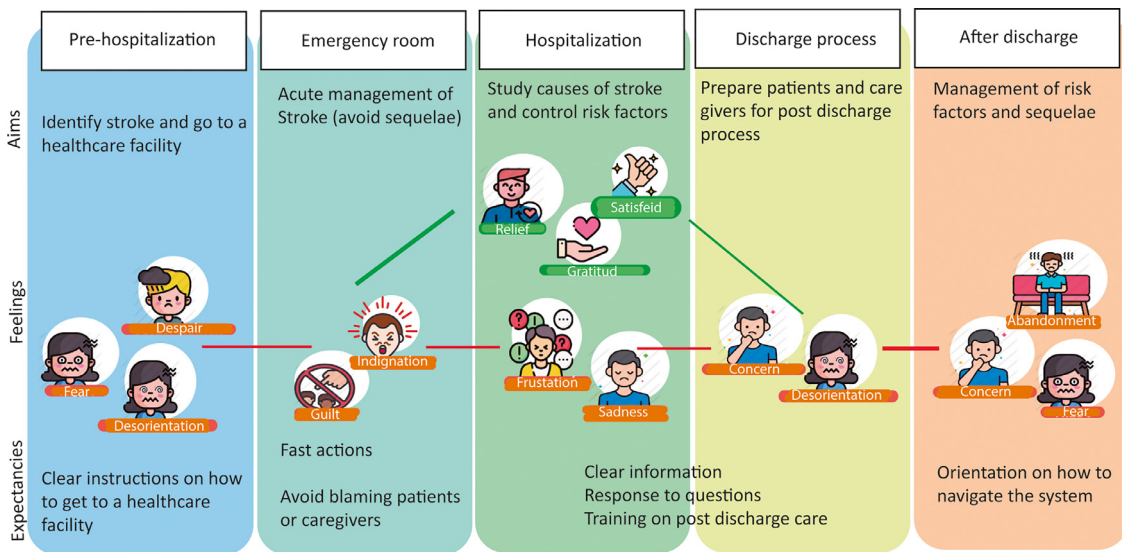 Pre-hospitalization
Emergency room
Hospitalization
Discharge process
After discharge
Aims
Identify stroke and go to a
healthcare facility
Acute management of
Stroke (avoid sequelae)
Study causes of stroke
and control risk factors
Prepare patients and care
givers for post discharge
process
Management of risk
factors and sequelae
Feelings
Despair
Fear
Desorientation
Indignation
Guilt
Relief
Satisfeid
Gratitud
Frustation
Sadness
Concern
Desorientation
Abandonment
Concern
Fear
Expectancies
Clear instructions on how
to get to a healthcare
facility
Fast actions
Avoid blaming patients
or caregivers
Clear information
Response to questions
Training on post discharge care
Orientation on how to
navigate the system